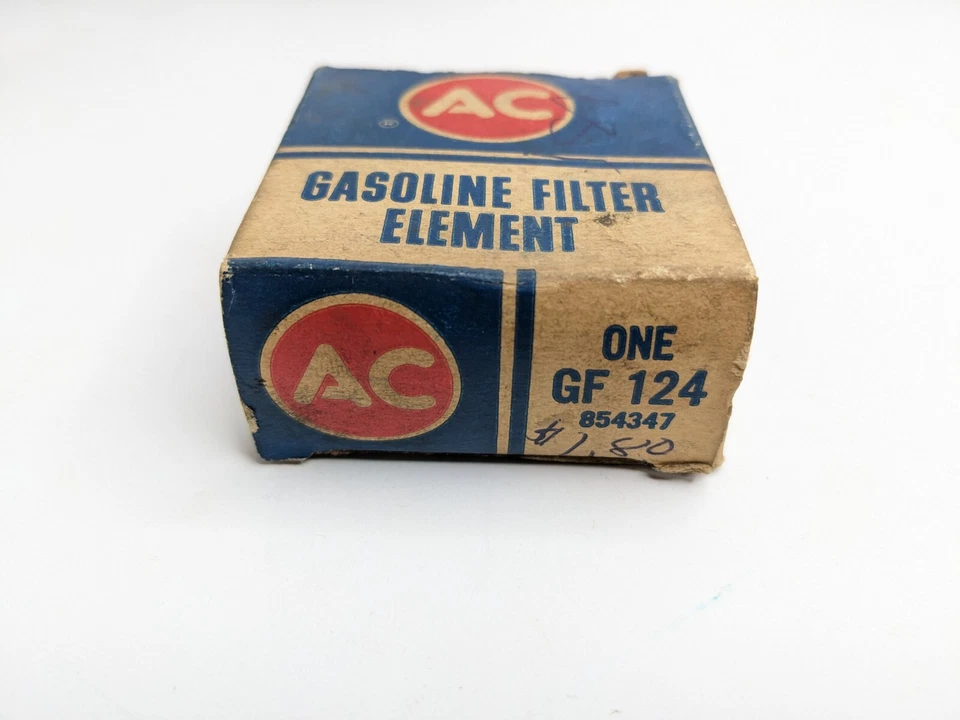 AC
®
GASOLINE FILTER
ELEMENT
AC
ONE
GF 124
854347
$1.80